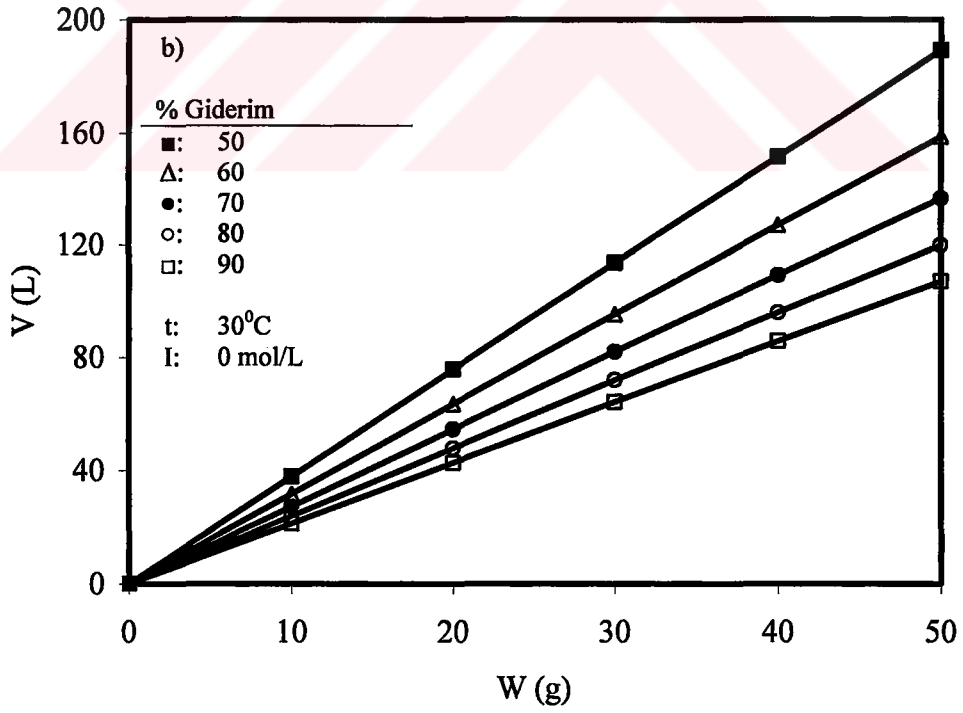 200
160
120
80
40
0
V (L)
b)
% Giderim
■: 50
△: 60
●: 70
○: 80
□: 90
t: 30⁰C
I: 0 mol/L
0 10 20 30 40 50
W (g)